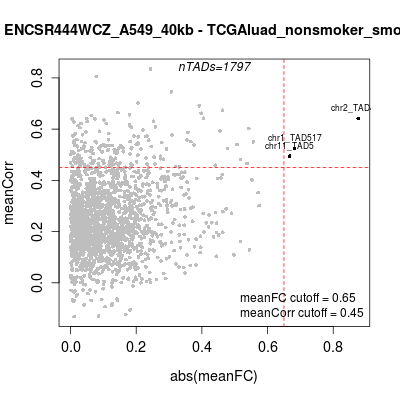 ENCSR444WCZ_A549_40kb - TCGAluad_nonsmoker_smo
nTADs=1797
chr2_TAD
chr1_TAD517
chr11_TAD5
meanFC cutoff = 0.65
meanCorr cutoff = 0.45
meanCorr
0.0
0.2
0.4
0.6
0.8
0.0
0.2
0.4
0.6
0.8
abs(meanFC)